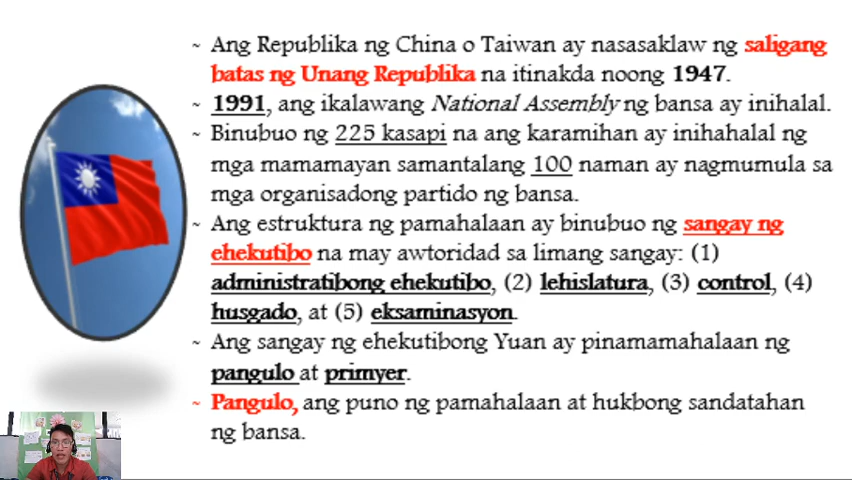 ~ Ang Republika ng China o Taiwan ay nasasaklaw ng saligang
batas ng Unang Republika na itinakda noong 1947.
~ 1991, ang ikalawang National Assembly ng bansa ay inihalal.
~ Binubuo ng 225 kasapi na ang karamihan ay inihahalal ng
mga mamamayan samantalang 100 naman ay nagmumula sa
mga organisadong partido ng bansa.
~ Ang estruktura ng pamahalaan ay binubuo ng sangay ng
ehekutibo na may awtoridad sa limang sangay: (1)
administratibong ehekutibo, (2) lehislatura, (3) control, (4)
husgado, at (5) eksaminasyon.
~ Ang sangay ng ehekutibong Yuan ay pinamamahalaan ng
pangulo at primyer.
~ Pangulo, ang puno ng pamahalaan at hukbong sandatahan
ng bansa.